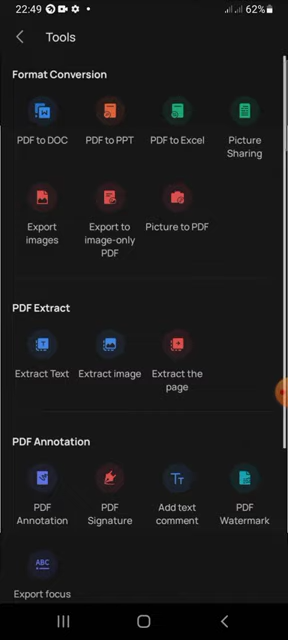 22:49
62%
Tools
Format Conversion
PDF to DOC PDF to PPT PDF to Excel Picture Sharing
Export images Export to image-only PDF Picture to PDF
PDF Extract
Extract Text Extract image Extract the page
PDF Annotation
PDF Annotation PDF Signature Add text comment PDF Watermark
ABC
Export focus